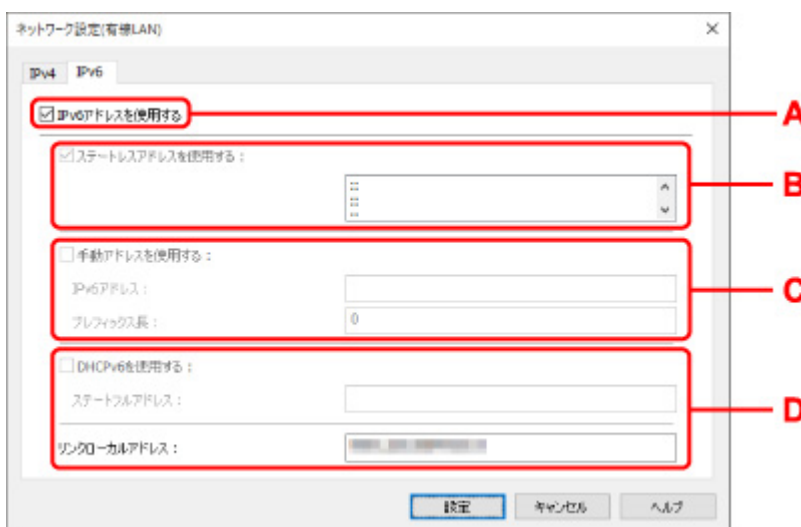 ネットワーク設定(有線LAN)
IPv4 IPv6
IPv6アドレスを使用する
A
ステートレスアドレスを使用する：
::
::
::
B
手動アドレスを使用する：
IPv6アドレス：
C
プレフィックス長： 0
DHCPv6を使用する：
ステートフルアドレス：
D
リンクローカルアドレス：
設定 キャンセル ヘルプ